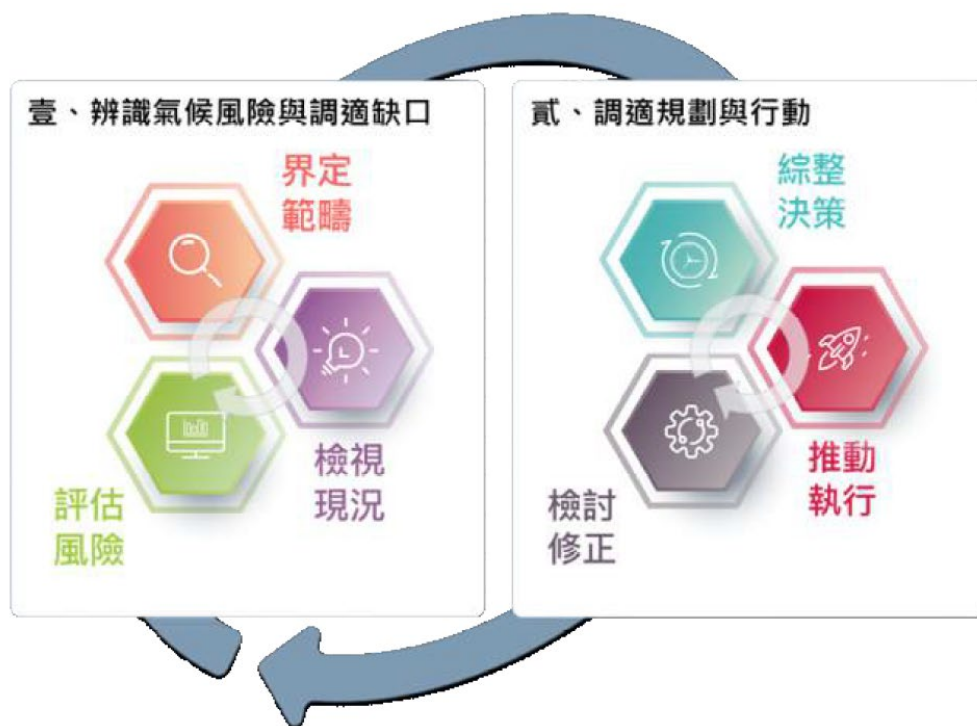 壹、辨識氣候風險與調適缺口
界定
範疇
檢視
現況
評估
風險
貳、調適規劃與行動
綜整
決策
推動
執行
檢討
修正